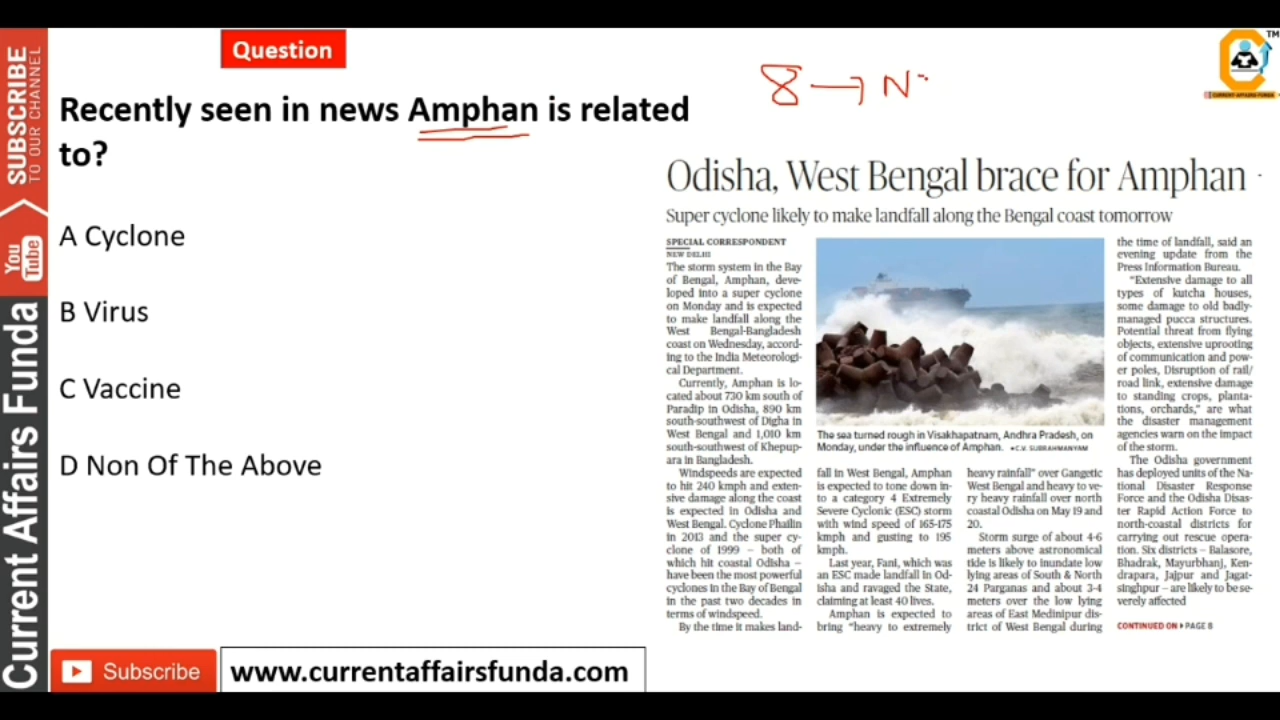 Question
8 → N
Recently seen in news Amphan is related
to?
A Cyclone
B Virus
C Vaccine
D Non Of The Above
Odisha, West Bengal brace for Amphan
Super cyclone likely to make landfall along the Bengal coast tomorrow
SPECIAL CORRESPONDENT
NEW DELHI
The storm system in the Bay
of Bengal, Amphan, deve-
loped into a super cyclone
on Monday and is expected
to make landfall along the
West Bengal-Bangladesh
coast on Wednesday, accord-
ing to the India Meteorologi-
cal Department.
Currently, Amphan is lo-
cated about 730 km south of
Paradip in Odisha, 890 km
south-southwest of Digha in
West Bengal and 1,010 km
south-southwest of Khepup-
ara in Bangladesh.
Windspeeds are expected
to hit 240 kmph and exten-
sive damage along the coast
is expected in Odisha and
West Bengal. Cyclone Phailin
in 2013 and the super cy-
clone of 1999 – both of
which hit coastal Odisha –
have been the most powerful
cyclones in the Bay of Bengal
in the past two decades in
terms of windspeed.
By the time it makes land-
The sea turned rough in Visakhapatnam, Andhra Pradesh, on
Monday, under the influence of Amphan. •C.V. SUBRAHMANYAM
fall in West Bengal, Amphan
is expected to tone down in-
to a category 4 Extremely
Severe Cyclonic (ESC) storm
with wind speed of 165-175
kmph and gusting to 195
kmph.
Last year, Fani, which was
an ESC made landfall in Od-
isha and ravaged the State,
claiming at least 40 lives.
Amphan is expected to
bring “heavy to extremely
heavy rainfall” over Gangetic
West Bengal and heavy to ve-
ry heavy rainfall over north
coastal Odisha on May 19 and
20.
Storm surge of about 4-6
meters above astronomical
tide is likely to inundate low
lying areas of South & North
24 Parganas and about 3-4
meters over the low lying
areas of East Medinipur dis-
trict of West Bengal during
the time of landfall, said an
evening update from the
Press Information Bureau.
“Extensive damage to all
types of kutcha houses,
some damage to old badly-
managed pucca structures.
Potential threat from flying
objects, extensive uprooting
of communication and pow-
er poles, Disruption of rail/
road link, extensive damage
to standing crops, planta-
tions, orchards,” are what
the disaster management
agencies warn on the impact
of the storm.
The Odisha government
has deployed units of the Na-
tional Disaster Response
Force and the Odisha Disas-
ter Rapid Action Force to
north-coastal districts for
carrying out rescue opera-
tion. Six districts – Balasore,
Bhadrak, Mayurbhanj, Ken-
drapara, Jajpur and Jagat-
singhpur – are likely to be se-
verely affected
CONTINUED ON ▸ PAGE 8
SUBSCRIBE
TO OUR CHANNEL
You Tube
Current Affairs Funda
Subscribe
www.currentaffairsfunda.com
TM
CURRENT-AFFAIRS FUNDA